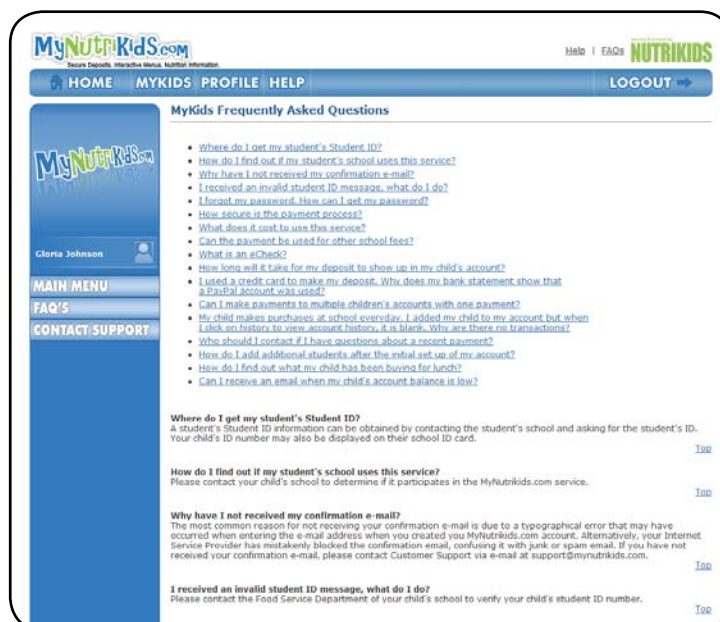 MyNutriKids.com
Secure Deposits. Interactive Menus. Nutrition Information.
Help | FAQs
NUTRIKIDS
HOME MYKIDS PROFILE HELP LOGOUT
MyNutriKids.com
Gloria Johnson
MAIN MENU
FAQ'S
CONTACT SUPPORT
MyKids Frequently Asked Questions
• Where do I get my student's Student ID?
• How do I find out if my student's school uses this service?
• Why have I not received my confirmation e-mail?
• I received an invalid student ID message, what do I do?
• I forgot my password. How can I get my password?
• How secure is the payment process?
• What does it cost to use this service?
• Can the payment be used for other school fees?
• What is an eCheck?
• How long will it take for my deposit to show up in my child's account?
• I used a credit card to make my deposit. Why does my bank statement show that
a PayPal account was used?
• Can I make payments to multiple children's accounts with one payment?
• My child makes purchases at school everyday. I added my child to my account but when
I click on history to view account history, it is blank. Why are there no transactions?
• Who should I contact if I have questions about a recent payment?
• How do I add additional students after the initial set up of my account?
• How do I find out what my child has been buying for lunch?
• Can I receive an email when my child's account balance is low?
Where do I get my student's Student ID?
A student's Student ID information can be obtained by contacting the student's school and asking for the student's ID.
Your child's ID number may also be displayed on their school ID card.
Top
How do I find out if my student's school uses this service?
Please contact your child's school to determine if it participates in the MyNutrikids.com service.
Top
Why have I not received my confirmation e-mail?
The most common reason for not receiving your confirmation e-mail is due to a typographical error that may have
occurred when entering the e-mail address when you created you MyNutrikids.com account. Alternatively, your Internet
Service Provider has mistakenly blocked the confirmation email, confusing it with junk or spam email. If you have not
received your confirmation e-mail, please contact Customer Support via e-mail at support@mynutrikids.com.
Top
I received an invalid student ID message, what do I do?
Please contact the Food Service Department of your child's school to verify your child's student ID number.
Top